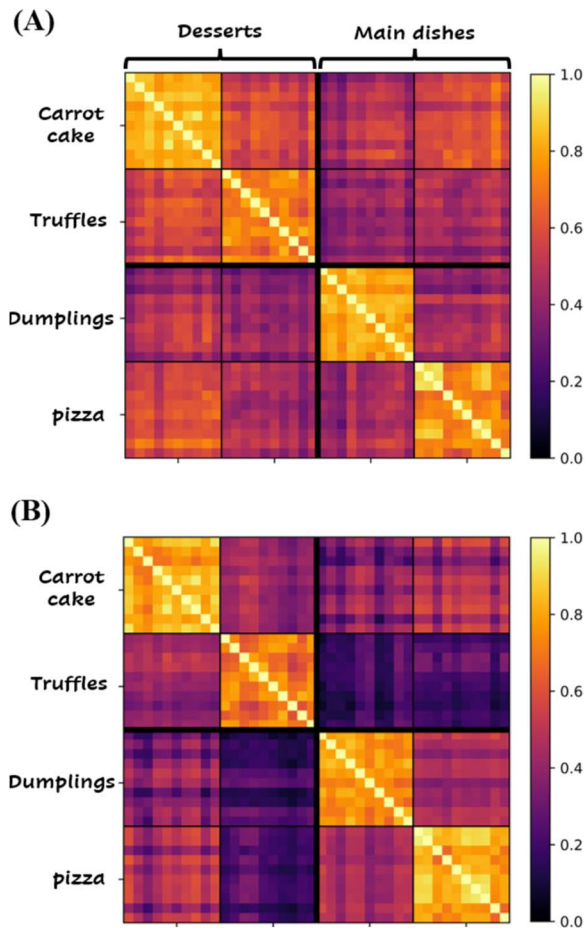 (A)
Desserts Main dishes
Carrot
cake
Truffles
Dumplings
pizza
1.0
0.8
0.6
0.4
0.2
0.0
(B)
Carrot
cake
Truffles
Dumplings
pizza
1.0
0.8
0.6
0.4
0.2
0.0